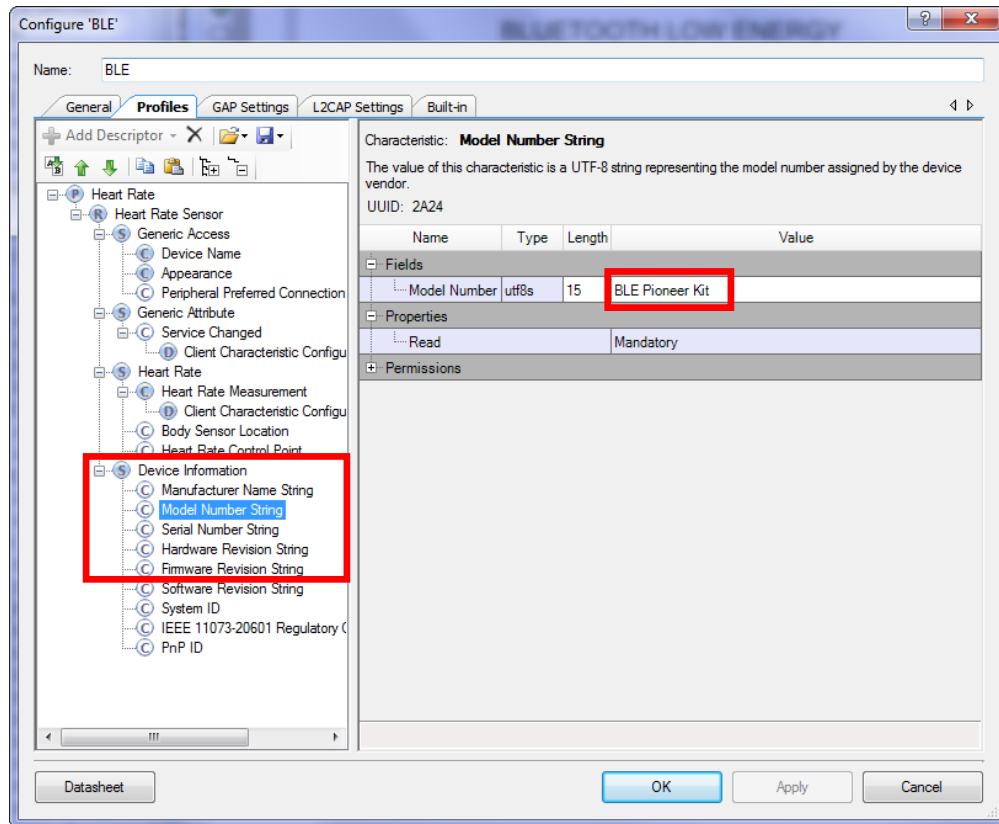 Configure 'BLE'
BLUETOOTH LOW ENERGY
Name: BLE
General Profiles GAP Settings L2CAP Settings Built-in
Add Descriptor
Heart Rate
Heart Rate Sensor
Generic Access
Device Name
Appearance
Peripheral Preferred Connection
Generic Attribute
Service Changed
Client Characteristic Configu
Heart Rate
Heart Rate Measurement
Client Characteristic Configu
Body Sensor Location
Heart Rate Control Point
Device Information
Manufacturer Name String
Model Number String
Serial Number String
Hardware Revision String
Firmware Revision String
Software Revision String
System ID
IEEE 11073-20601 Regulatory (
PnP ID
Characteristic: Model Number String
The value of this characteristic is a UTF-8 string representing the model number assigned by the device
vendor.
UUID: 2A24
Name Type Length Value
Fields
Model Number utf8s 15 BLE Pioneer Kit
Properties
Read Mandatory
Permissions
Datasheet OK Apply Cancel